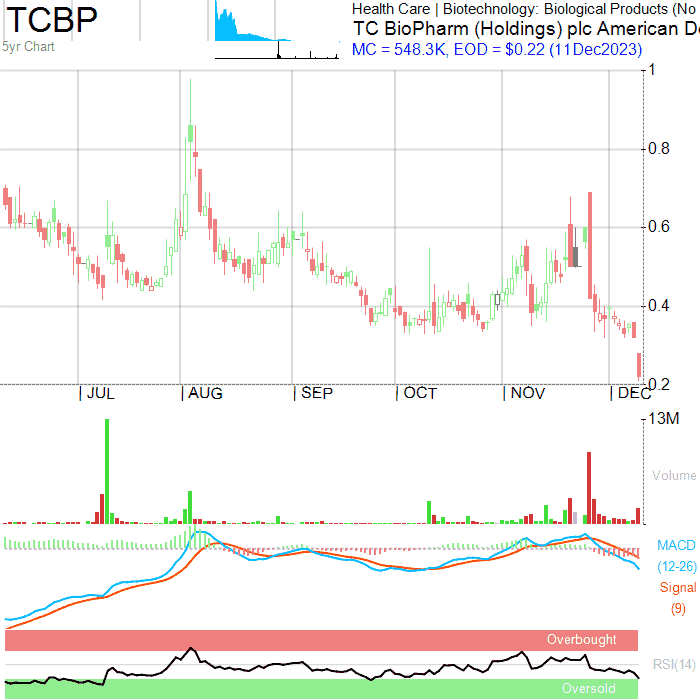 TCBP
5yr Chart
Health Care | Biotechnology: Biological Products (No
TC BioPharm (Holdings) plc American De
MC = 548.3K, EOD = $0.22 (11Dec2023)
1
0.8
0.6
0.4
0.2
| JUL | AUG | SEP | OCT | NOV | DEC
13M
Volume
MACD
(12-26)
Signal
(9)
Overbought
RSI(14)
Oversold